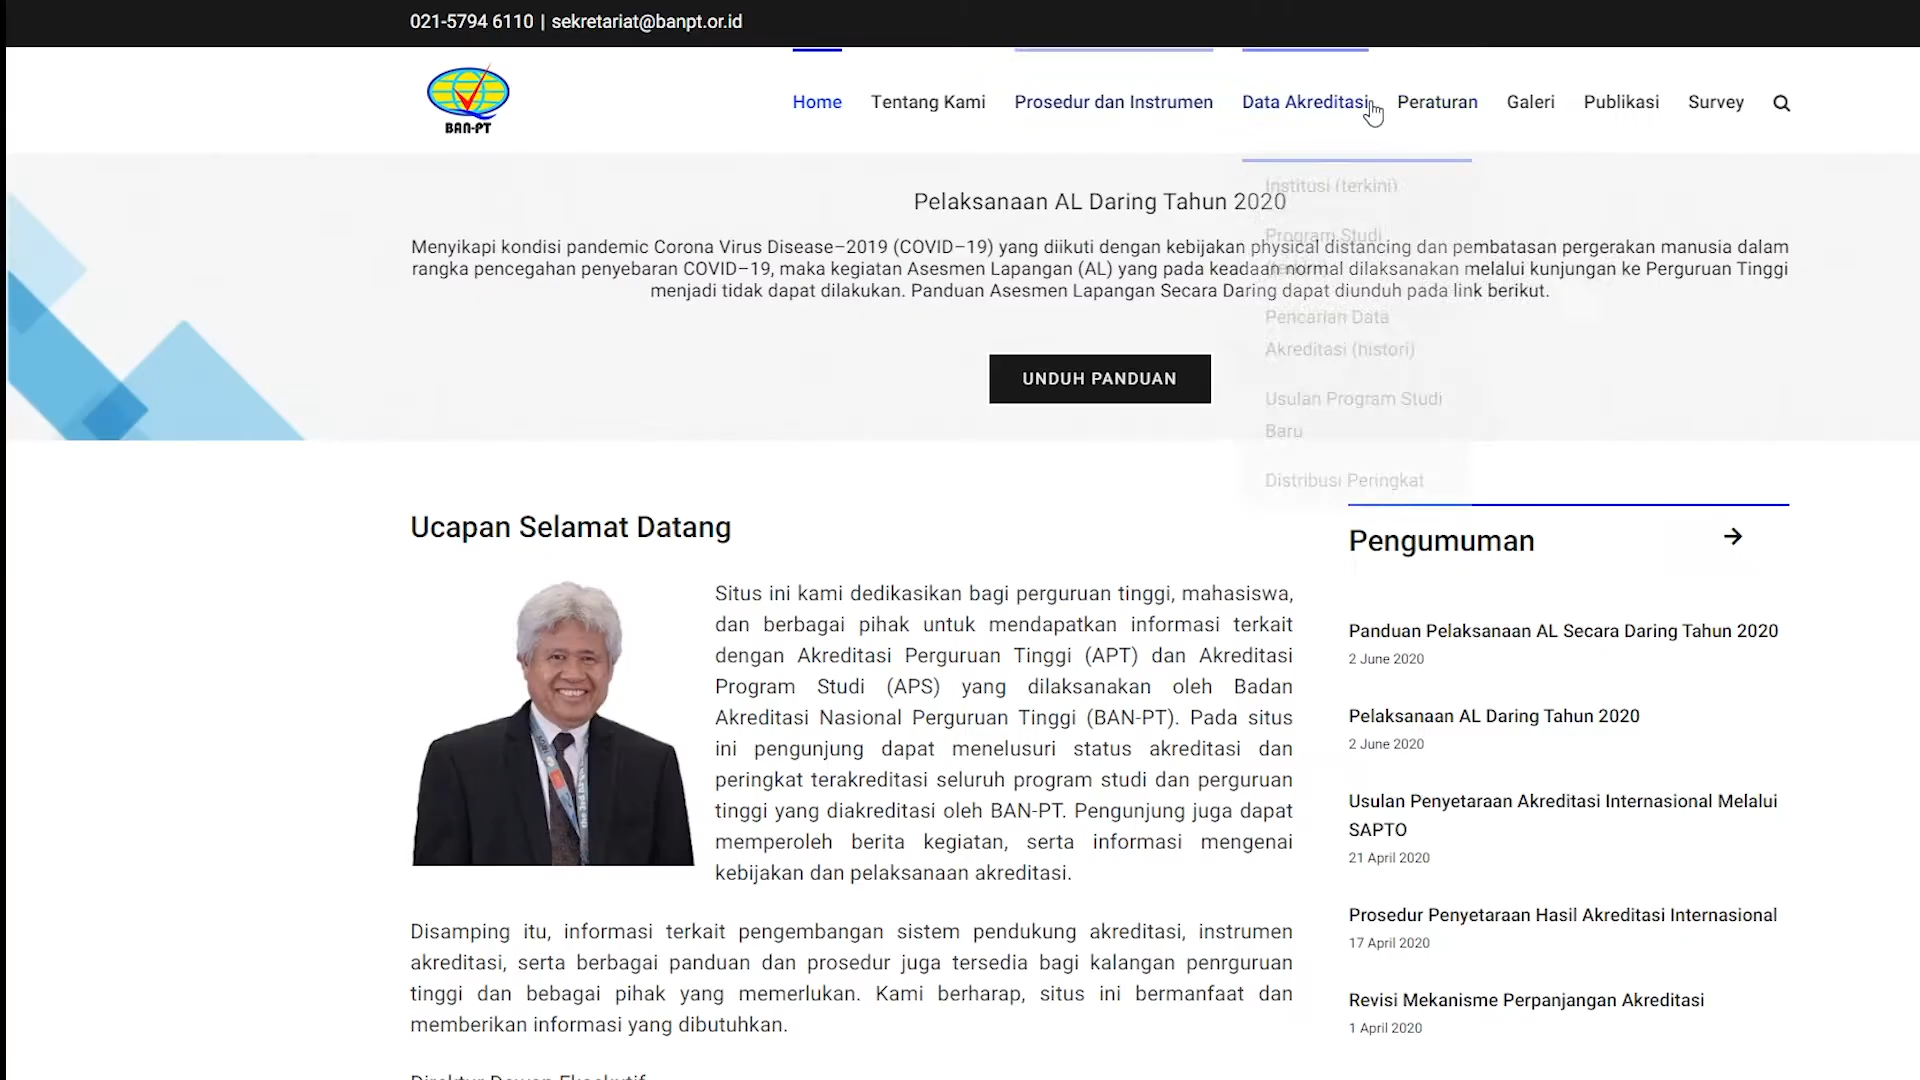 021-5794 6110 | sekretariat@banpt.or.id
BAN-PT
Home Tentang Kami Prosedur dan Instrumen Data Akreditasi Peraturan Galeri Publikasi Survey
Institusi (terkini)
Program Studi
Pencarian Data
Akreditasi (histori)
Usulan Program Studi
Baru
Distribusi Peringkat
Pelaksanaan AL Daring Tahun 2020
Menyikapi kondisi pandemic Corona Virus Disease–2019 (COVID–19) yang diikuti dengan kebijakan physical distancing dan pembatasan pergerakan manusia dalam
rangka pencegahan penyebaran COVID–19, maka kegiatan Asesmen Lapangan (AL) yang pada keadaan normal dilaksanakan melalui kunjungan ke Perguruan Tinggi
menjadi tidak dapat dilakukan. Panduan Asesmen Lapangan Secara Daring dapat diunduh pada link berikut.
UNDUH PANDUAN
Ucapan Selamat Datang
Situs ini kami dedikasikan bagi perguruan tinggi, mahasiswa,
dan berbagai pihak untuk mendapatkan informasi terkait
dengan Akreditasi Perguruan Tinggi (APT) dan Akreditasi
Program Studi (APS) yang dilaksanakan oleh Badan
Akreditasi Nasional Perguruan Tinggi (BAN-PT). Pada situs
ini pengunjung dapat menelusuri status akreditasi dan
peringkat terakreditasi seluruh program studi dan perguruan
tinggi yang diakreditasi oleh BAN-PT. Pengunjung juga dapat
memperoleh berita kegiatan, serta informasi mengenai
kebijakan dan pelaksanaan akreditasi.
Disamping itu, informasi terkait pengembangan sistem pendukung akreditasi, instrumen
akreditasi, serta berbagai panduan dan prosedur juga tersedia bagi kalangan penrguruan
tinggi dan bebagai pihak yang memerlukan. Kami berharap, situs ini bermanfaat dan
memberikan informasi yang dibutuhkan.
Direktur Dewan Eksekutif
Pengumuman
Panduan Pelaksanaan AL Secara Daring Tahun 2020
2 June 2020
Pelaksanaan AL Daring Tahun 2020
2 June 2020
Usulan Penyetaraan Akreditasi Internasional Melalui
SAPTO
21 April 2020
Prosedur Penyetaraan Hasil Akreditasi Internasional
17 April 2020
Revisi Mekanisme Perpanjangan Akreditasi
1 April 2020